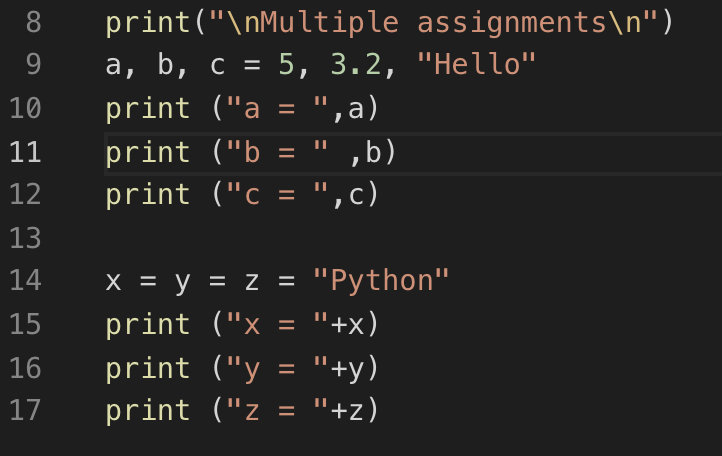 8 print("\nMultiple assignments\n")
9 a, b, c = 5, 3.2, "Hello"
10 print ("a = ",a)
11 print ("b = " ,b)
12 print ("c = ",c)
13
14 x = y = z = "Python"
15 print ("x = "+x)
16 print ("y = "+y)
17 print ("z = "+z)